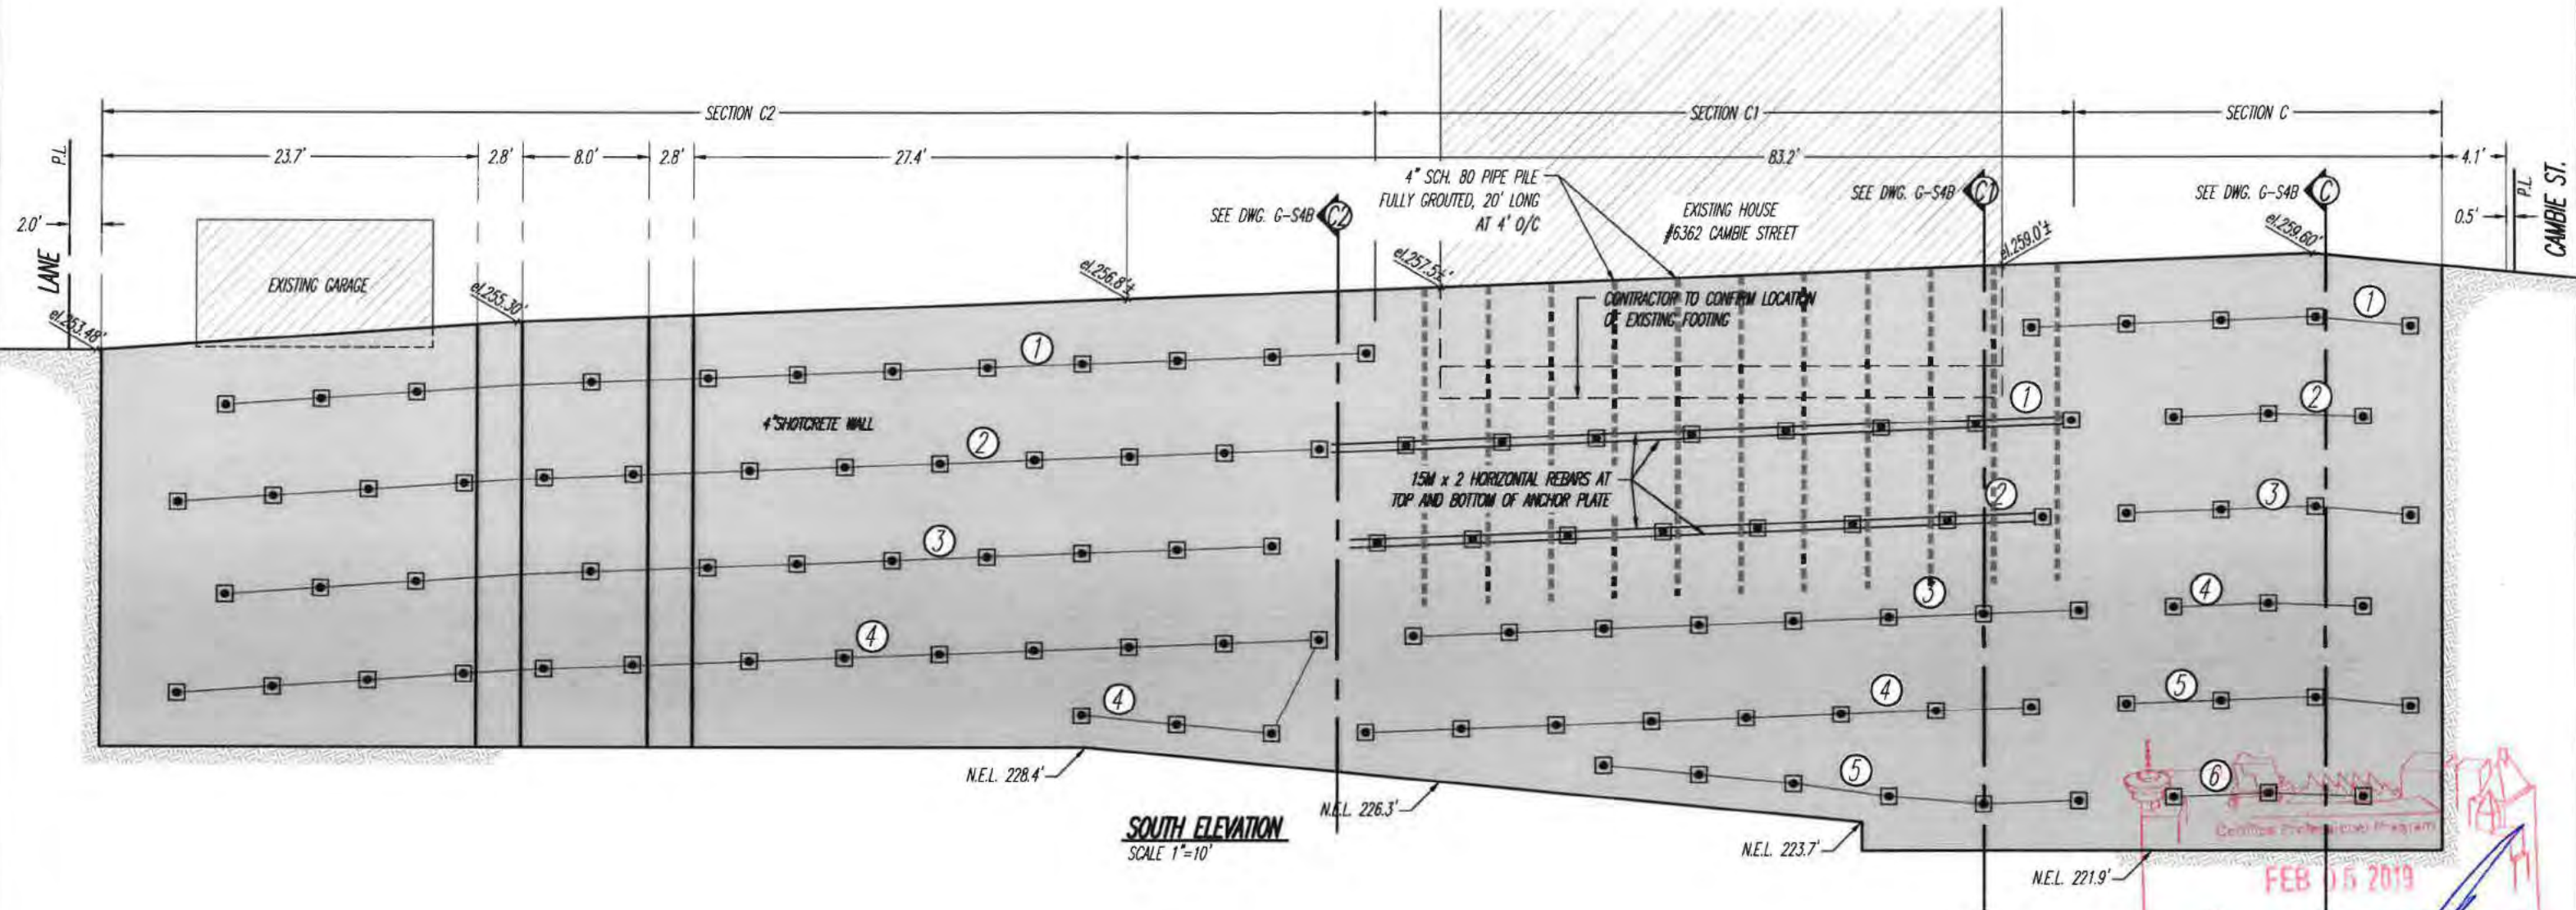 SECTION C2
SECTION C1
SECTION C
23.7'
2.8'
8.0'
2.8'
27.4'
83.2'
4.1'
P.L.
2.0'
LANE
P.L.
0.5'
CAMBIE ST.
4" SCH. 80 PIPE PILE
FULLY GROUTED, 20' LONG
AT 4' O/C
SEE DWG. G-S4B C2
SEE DWG. G-S4B C1
SEE DWG. G-S4B C
EXISTING HOUSE
#6362 CAMBIE STREET
EXISTING GARAGE
el.253.48'
el.255.30'
el.256.8'±
el.257.5±'
el.259.0'±
el.259.60'
CONTRACTOR TO CONFIRM LOCATION
OF EXISTING FOOTING
1
1
1
2
4"SHOTCRETE WALL
2
15M x 2 HORIZONTAL REBARS AT
TOP AND BOTTOM OF ANCHOR PLATE
2
3
3
3
4
4
4
4
5
5
6
N.E.L. 228.4'
N.E.L. 226.3'
N.E.L. 223.7'
N.E.L. 221.9'
SOUTH ELEVATION
SCALE 1"=10'
Certified Professional Program
FEB 05 2019